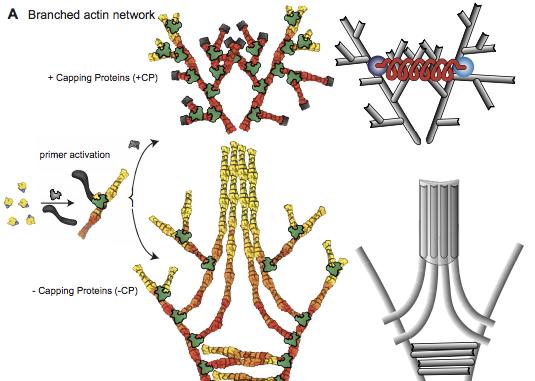 A Branched actin network
+ Capping Proteins (+CP)
primer activation
- Capping Proteins (-CP)